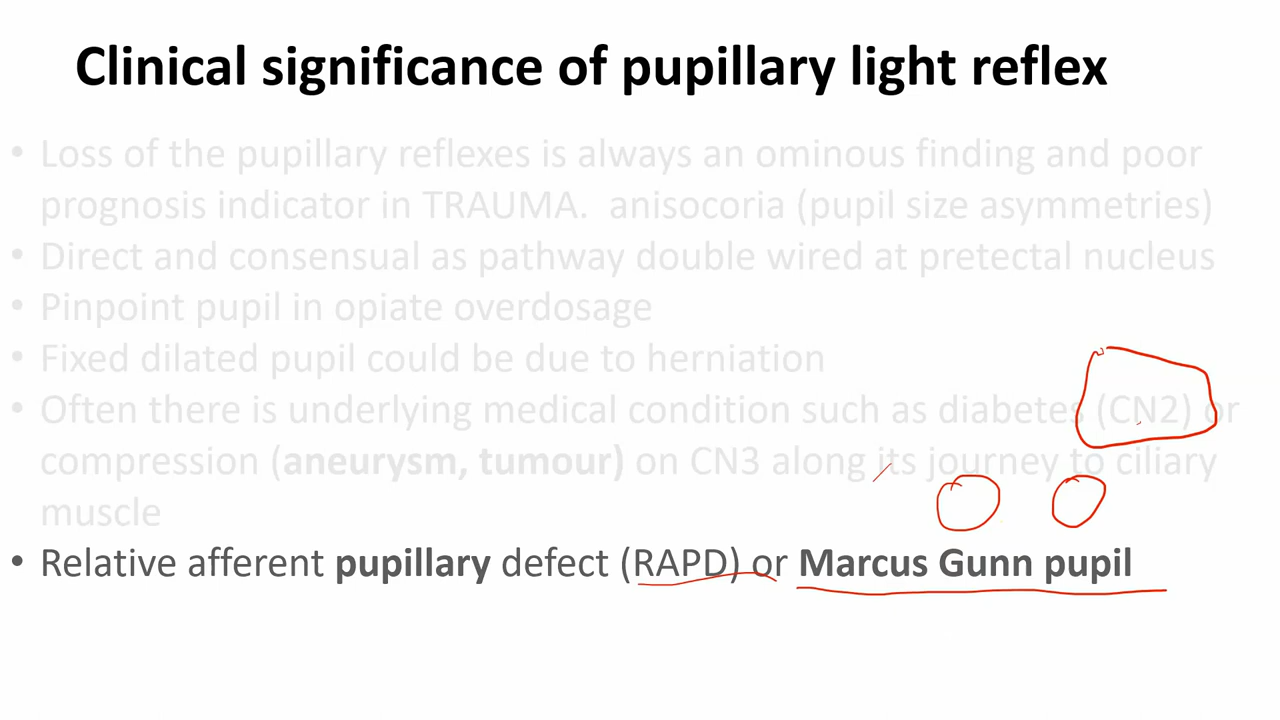 Clinical significance of pupillary light reflex
• Loss of the pupillary reflexes is always an ominous finding and poor
prognosis indicator in TRAUMA.  anisocoria (pupil size asymmetries)
• Direct and consensual as pathway double wired at pretectal nucleus
• Pinpoint pupil in opiate overdosage
• Fixed dilated pupil could be due to herniation
• Often there is underlying medical condition such as diabetes (CN2) or
compression (aneurysm, tumour) on CN3 along its journey to ciliary
muscle
• Relative afferent pupillary defect (RAPD) or Marcus Gunn pupil